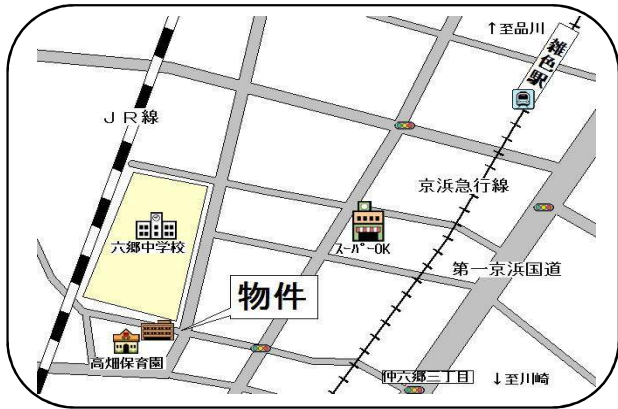 ↑至品川
雑色駅
JR線
京浜急行線
六郷中学校
スーパーOK
第一京浜国道
物件
高畑保育園
仲六郷三丁目
↓至川崎